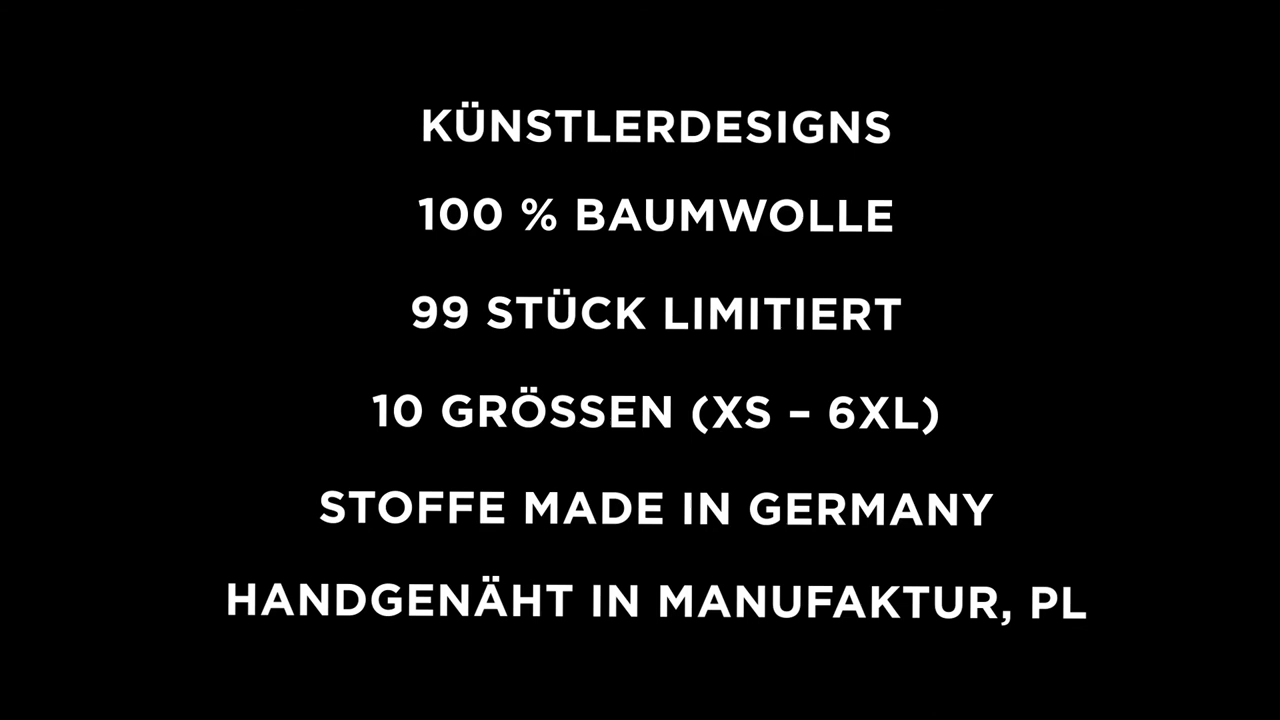 KÜNSTLERDESIGNS
100 % BAUMWOLLE
99 STÜCK LIMITIERT
10 GRÖSSEN (XS – 6XL)
STOFFE MADE IN GERMANY
HANDGENÄHT IN MANUFAKTUR, PL